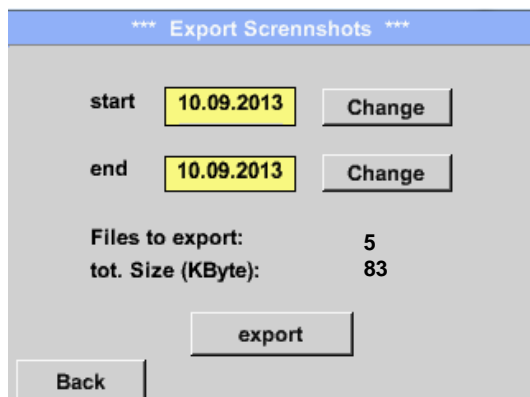 *** Export Scrennshots ***
start 10.09.2013 Change
end 10.09.2013 Change
Files to export: 5
tot. Size (KByte): 83
export
Back